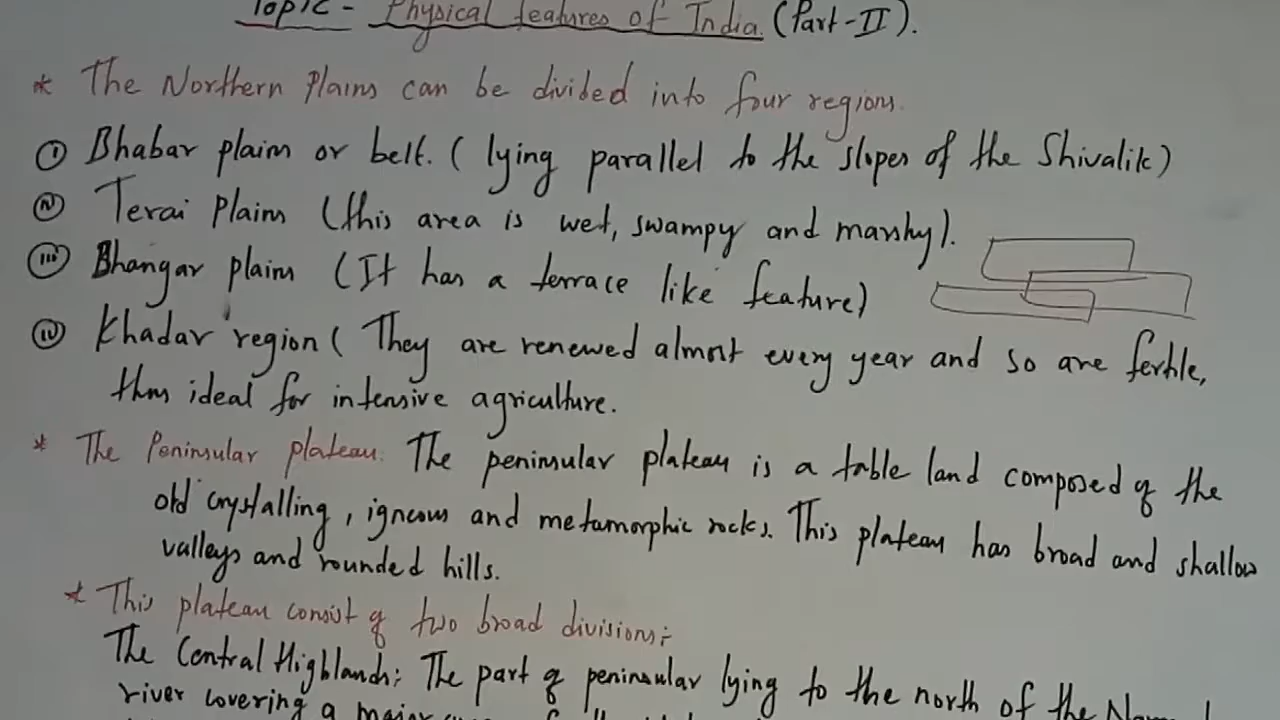 Topic - Physical features of India (Part-II).
* The Northern Plains can be divided into four regions.
(i) Bhabar plain or belt. ( lying parallel to the slopes of the Shivalik)
(ii) Terai Plain (this area is wet, swampy and marshy).
(iii) Bhangar plain (It has a terrace like feature)
(iv) Khadar region ( They are renewed almost every year and so are fertile,
thus ideal for intensive agriculture.
* The Peninsular plateau: The peninsular plateau is a table land composed of the
old crystalling, igneous and metamorphic rocks. This plateau has broad and shallow
valleys and rounded hills.
* This plateau consist of two broad divisions:
The Central Highlands: The part of peninsular lying to the north of the
river covering a major